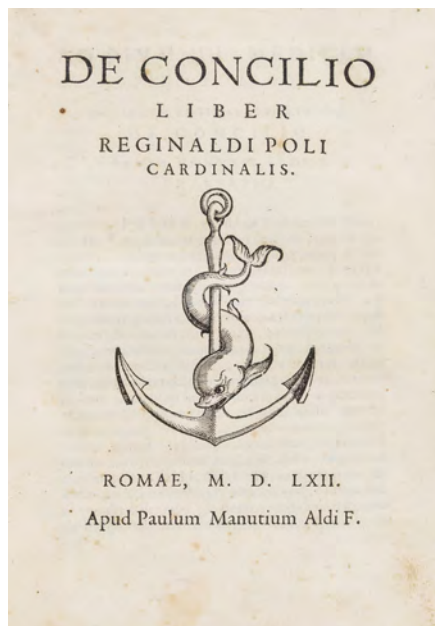 DE CONCILIO
LIBER
REGINALDI POLI
CARDINALIS.
ROMAE, M. D. LXII.
Apud Paulum Manutium Aldi F.